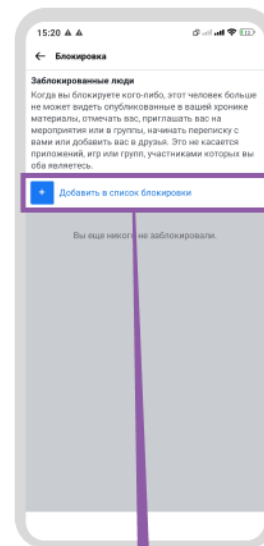 15:20
← Блокировка
Заблокированные люди
Когда вы блокируете кого-либо, этот человек больше
не может видеть опубликованные в вашей хронике
материалы, отмечать вас, приглашать вас на
мероприятия или в группы, начинать переписку с
вами или добавить вас в друзья. Это не касается
приложений, игр или групп, участниками которых вы
оба являетесь.
+ Добавить в список блокировки
Вы еще никого не заблокировали.